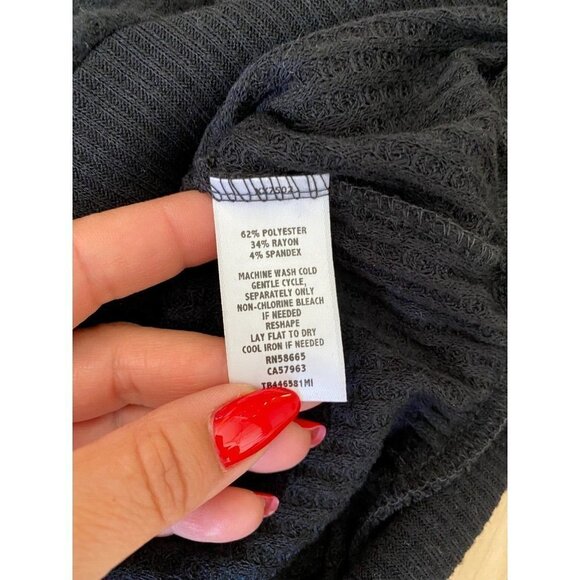 62% POLYESTER
34% RAYON
4% SPANDEX
MACHINE WASH COLD
GENTLE CYCLE,
SEPARATELY ONLY
NON-CHLORINE BLEACH
IF NEEDED
RESHAPE
LAY FLAT TO DRY
COOL IRON IF NEEDED
RN58665
CA57963
TB446581MI